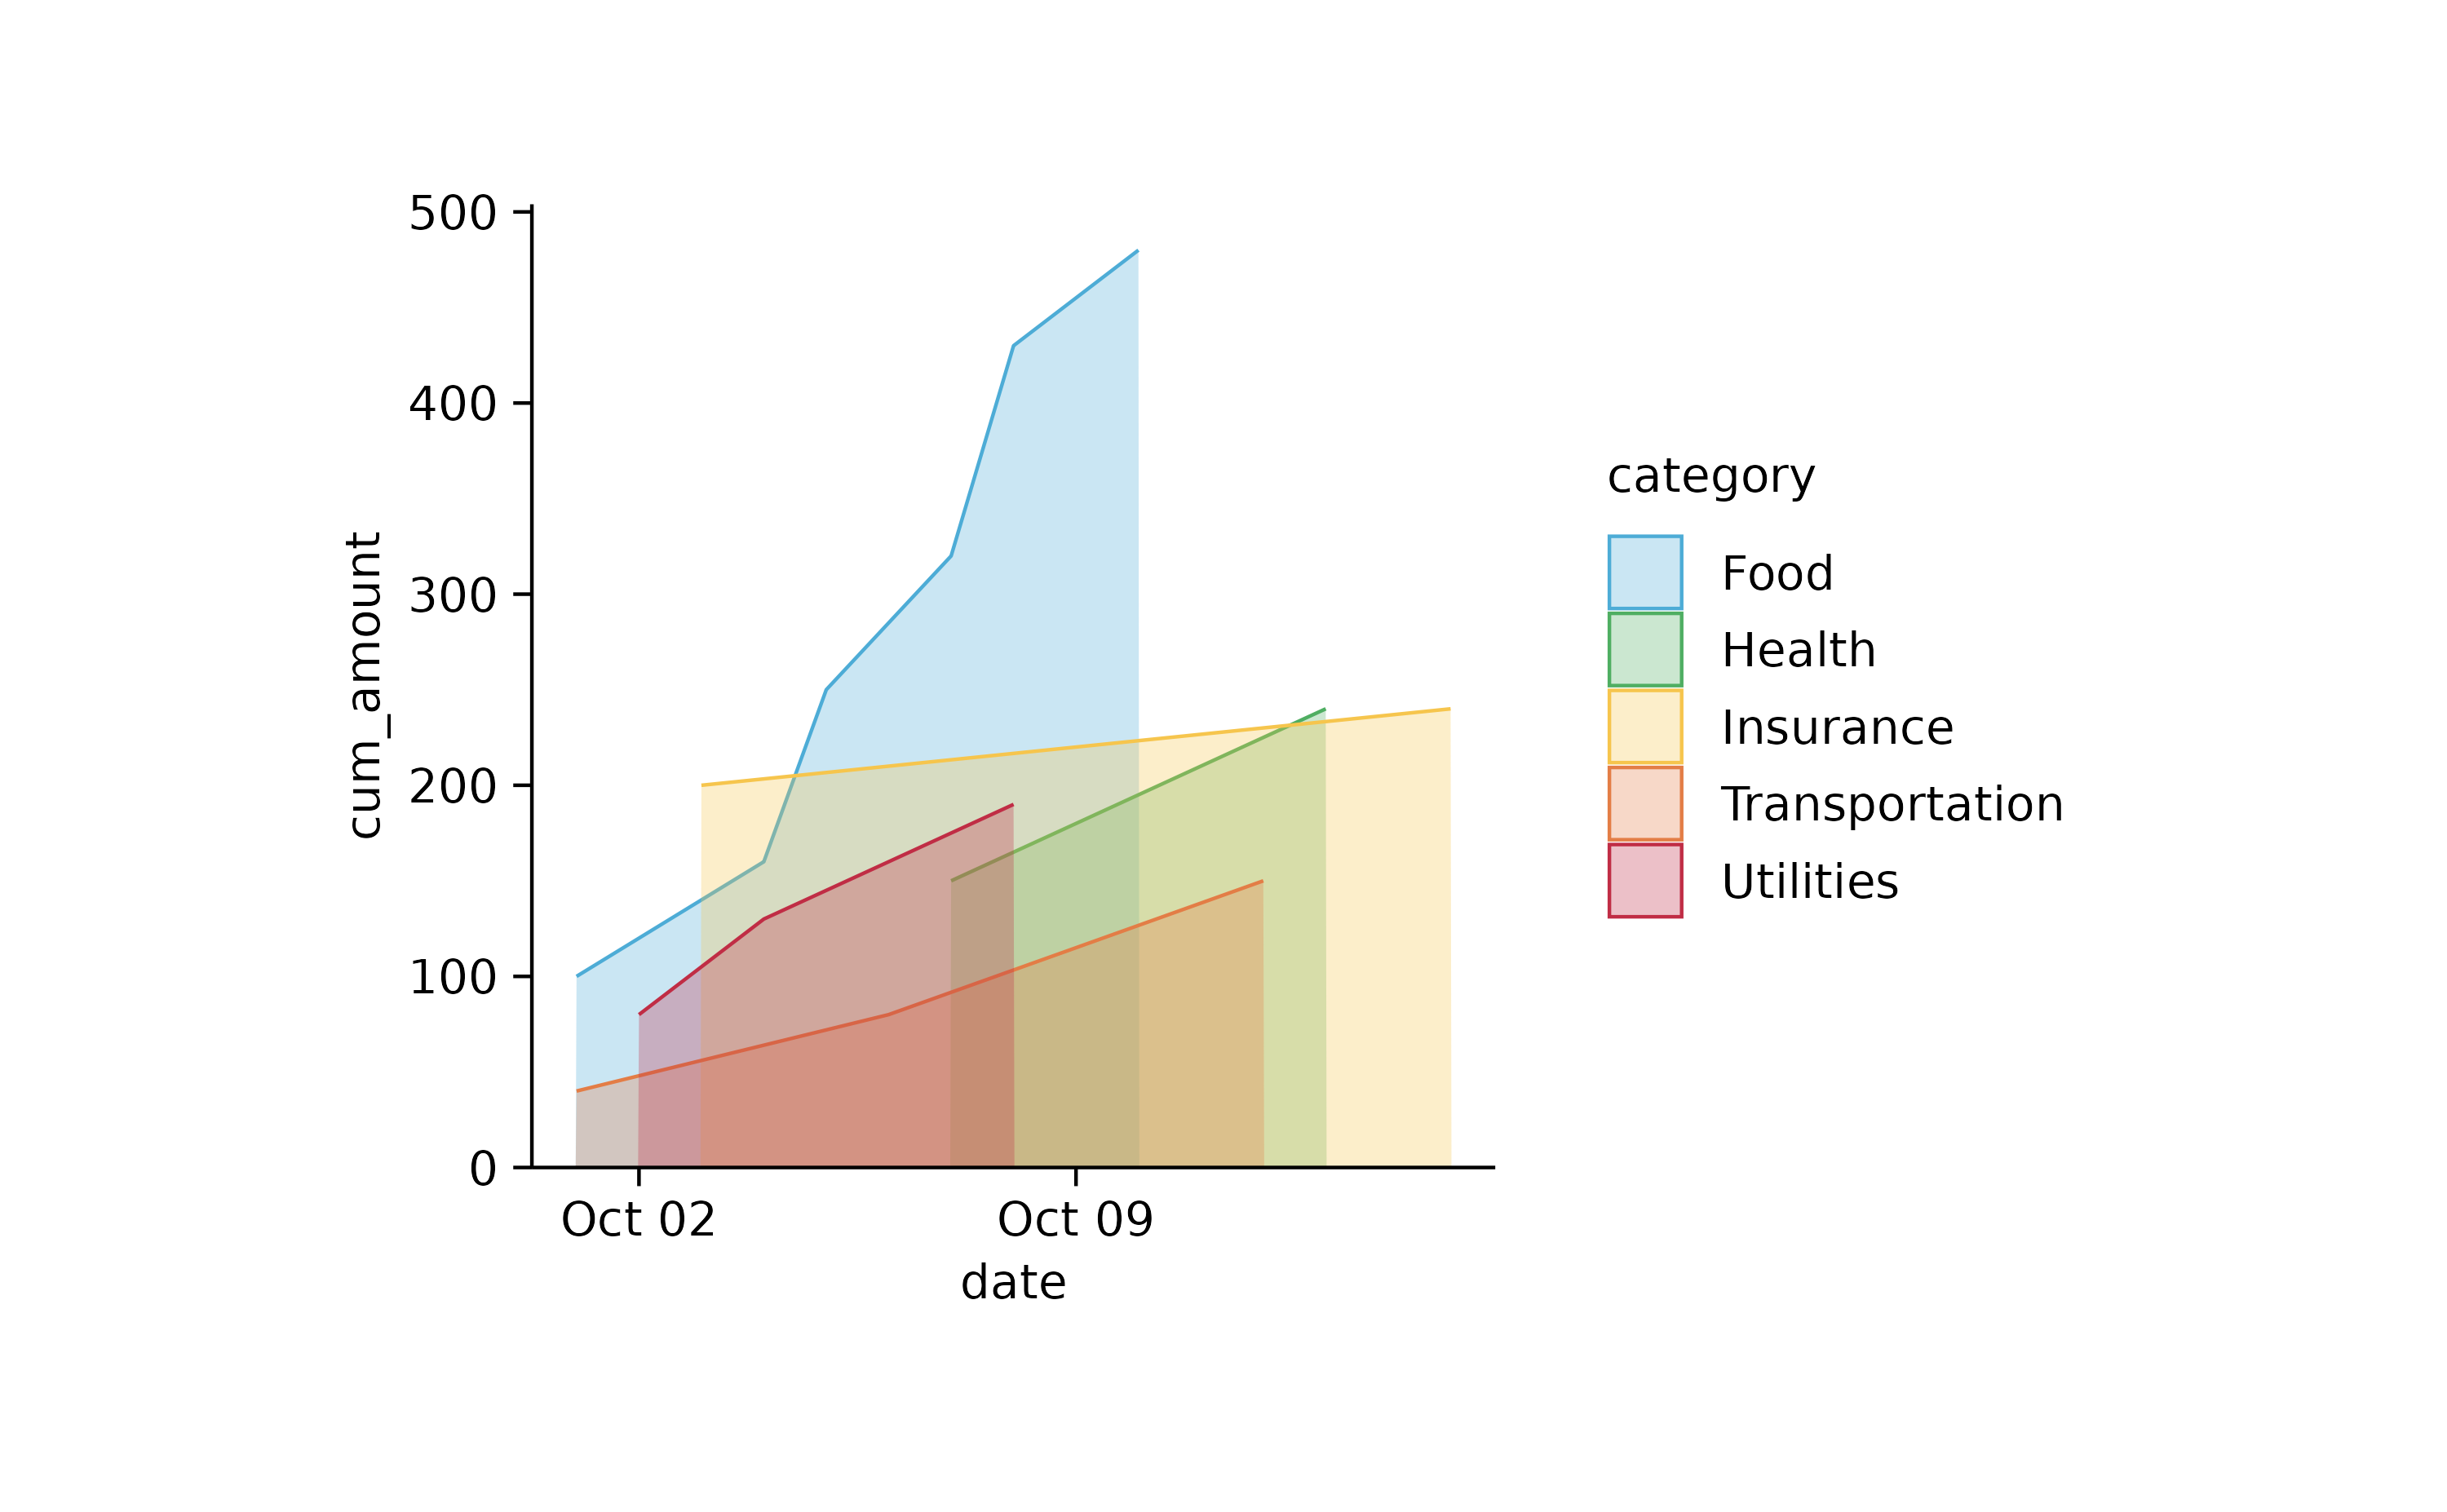 500
400
300
200
100
0
cum_amount
Oct 02
Oct 09
date
category
Food
Health
Insurance
Transportation
Utilities